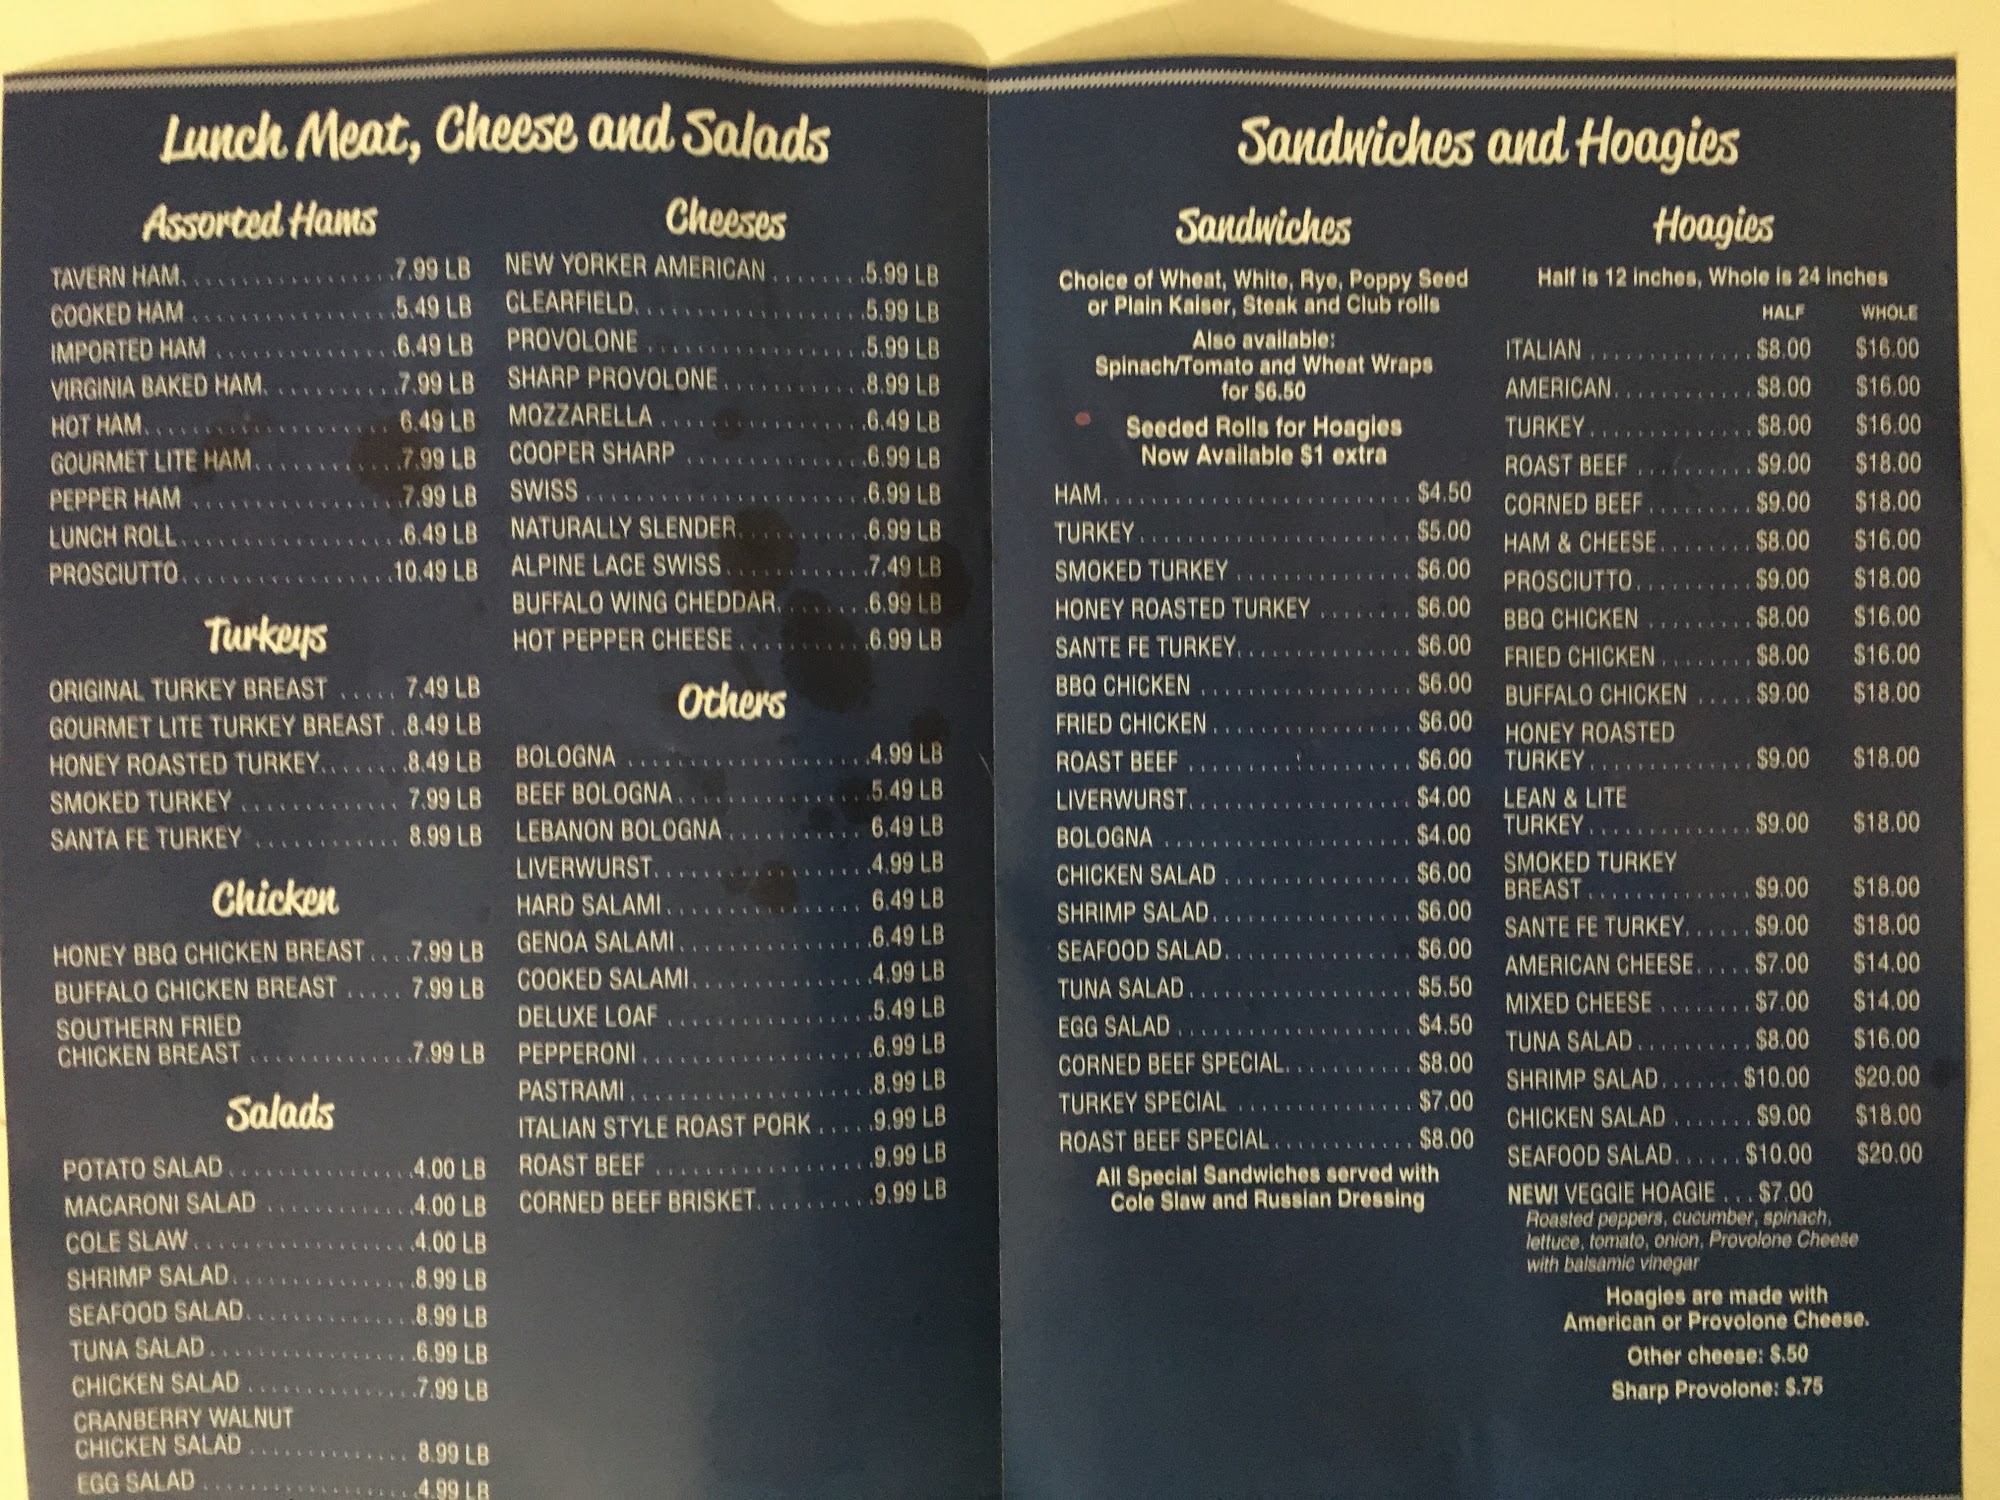 Lunch Meat, Cheese and Salads
Assorted Hams
TAVERN HAM 7.99 LB
COOKED HAM 5.49 LB
IMPORTED HAM 6.49 LB
VIRGINIA BAKED HAM 7.99 LB
HOT HAM 6.49 LB
GOURMET LITE HAM 7.99 LB
PEPPER HAM 7.99 LB
LUNCH ROLL 6.49 LB
PROSCIUTTO 10.49 LB
Turkeys
ORIGINAL TURKEY BREAST 7.49 LB
GOURMET LITE TURKEY BREAST 8.49 LB
HONEY ROASTED TURKEY 8.49 LB
SMOKED TURKEY 7.99 LB
SANTA FE TURKEY 8.99 LB
Chicken
HONEY BBQ CHICKEN BREAST 7.99 LB
BUFFALO CHICKEN BREAST 7.99 LB
SOUTHERN FRIED
CHICKEN BREAST 7.99 LB
Salads
POTATO SALAD 4.00 LB
MACARONI SALAD 4.00 LB
COLE SLAW 4.00 LB
SHRIMP SALAD 8.99 LB
SEAFOOD SALAD 8.99 LB
TUNA SALAD 6.99 LB
CHICKEN SALAD 7.99 LB
CRANBERRY WALNUT
CHICKEN SALAD 8.99 LB
EGG SALAD 4.99 LB
Cheeses
NEW YORKER AMERICAN 5.99 LB
CLEARFIELD 5.99 LB
PROVOLONE 5.99 LB
SHARP PROVOLONE 8.99 LB
MOZZARELLA 6.49 LB
COOPER SHARP 6.99 LB
SWISS 6.99 LB
NATURALLY SLENDER 6.99 LB
ALPINE LACE SWISS 7.49 LB
BUFFALO WING CHEDDAR 6.99 LB
HOT PEPPER CHEESE 6.99 LB
Others
BOLOGNA 4.99 LB
BEEF BOLOGNA 5.49 LB
LEBANON BOLOGNA 6.49 LB
LIVERWURST 4.99 LB
HARD SALAMI 6.49 LB
GENOA SALAMI 6.49 LB
COOKED SALAMI 4.99 LB
DELUXE LOAF 5.49 LB
PEPPERONI 6.99 LB
PASTRAMI 8.99 LB
ITALIAN STYLE ROAST PORK 9.99 LB
ROAST BEEF 9.99 LB
CORNED BEEF BRISKET 9.99 LB
Sandwiches and Hoagies
Sandwiches
Choice of Wheat, White, Rye, Poppy Seed
or Plain Kaiser, Steak and Club rolls
Also available:
Spinach/Tomato and Wheat Wraps
for $6.50
Seeded Rolls for Hoagies
Now Available $1 extra
HAM $4.50
TURKEY $5.00
SMOKED TURKEY $6.00
HONEY ROASTED TURKEY $6.00
SANTE FE TURKEY $6.00
BBQ CHICKEN $6.00
FRIED CHICKEN $6.00
ROAST BEEF $6.00
LIVERWURST $4.00
BOLOGNA $4.00
CHICKEN SALAD $6.00
SHRIMP SALAD $6.00
SEAFOOD SALAD $6.00
TUNA SALAD $5.50
EGG SALAD $4.50
CORNED BEEF SPECIAL $8.00
TURKEY SPECIAL $7.00
ROAST BEEF SPECIAL $8.00
All Special Sandwiches served with
Cole Slaw and Russian Dressing
Hoagies
Half is 12 inches, Whole is 24 inches
HALF WHOLE
ITALIAN $8.00 $16.00
AMERICAN $8.00 $16.00
TURKEY $8.00 $16.00
ROAST BEEF $9.00 $18.00
CORNED BEEF $9.00 $18.00
HAM & CHEESE $8.00 $16.00
PROSCIUTTO $9.00 $18.00
BBQ CHICKEN $8.00 $16.00
FRIED CHICKEN $8.00 $16.00
BUFFALO CHICKEN $9.00 $18.00
HONEY ROASTED
TURKEY $9.00 $18.00
LEAN & LITE
TURKEY $9.00 $18.00
SMOKED TURKEY
BREAST $9.00 $18.00
SANTE FE TURKEY $9.00 $18.00
AMERICAN CHEESE $7.00 $14.00
MIXED CHEESE $7.00 $14.00
TUNA SALAD $8.00 $16.00
SHRIMP SALAD $10.00 $20.00
CHICKEN SALAD $9.00 $18.00
SEAFOOD SALAD $10.00 $20.00
NEW! VEGGIE HOAGIE $7.00
Roasted peppers, cucumber, spinach,
lettuce, tomato, onion, Provolone Cheese
with balsamic vinegar
Hoagies are made with
American or Provolone Cheese.
Other cheese: $.50
Sharp Provolone: $.75